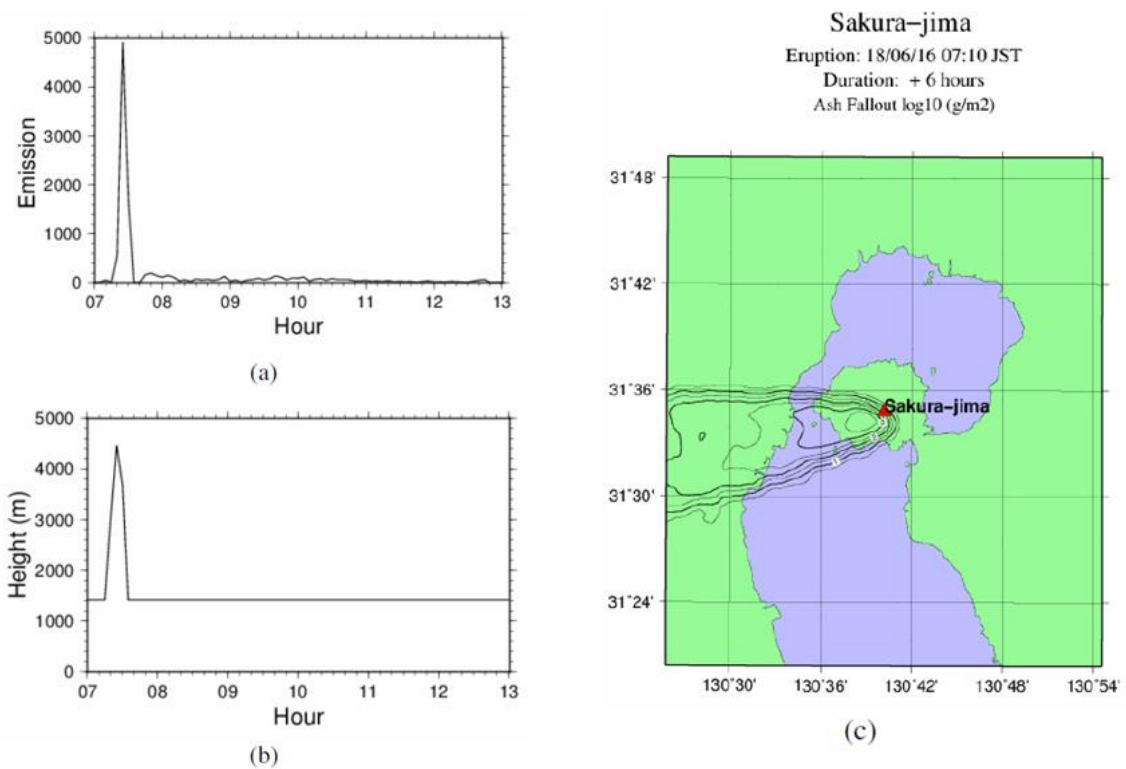 5000
4000
3000
2000
1000
0
Emission
07 08 09 10 11 12 13
Hour
(a)
5000
4000
3000
2000
1000
0
Height (m)
07 08 09 10 11 12 13
Hour
(b)
Sakura-jima
Eruption: 18/06/16 07:10 JST
Duration: + 6 hours
Ash Fallout log10 (g/m2)
31˚48'
31˚42'
31˚36'
Sakura-jima
31˚30'
31˚24'
130˚30' 130˚36' 130˚42' 130˚48' 130˚54'
(c)